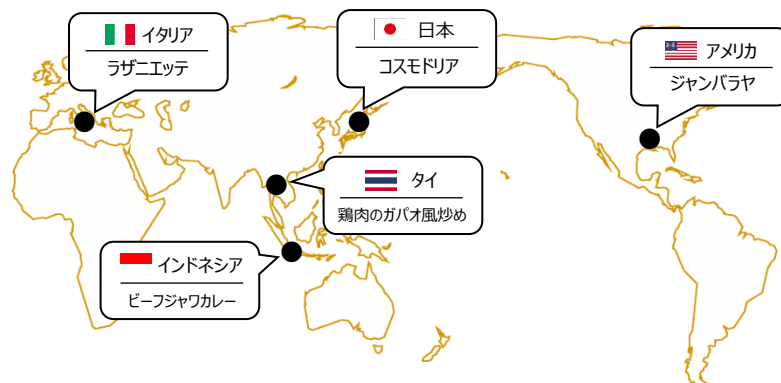 イタリア
ラザニエッテ
日本
コスモドリア
アメリカ
ジャンバラヤ
タイ
鶏肉のガパオ風炒め
インドネシア
ビーフジャワカレー